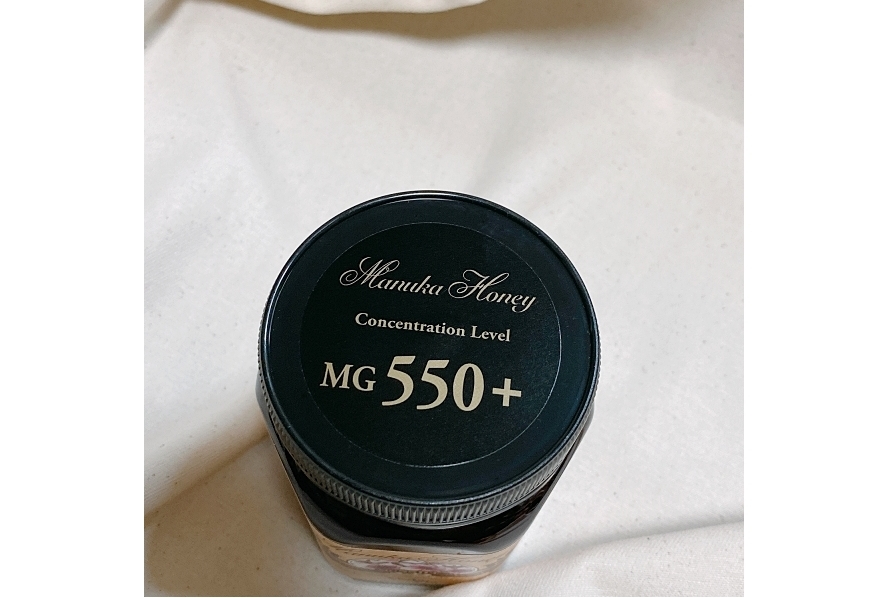 Manuka Honey
Concentration Level
MG 550+